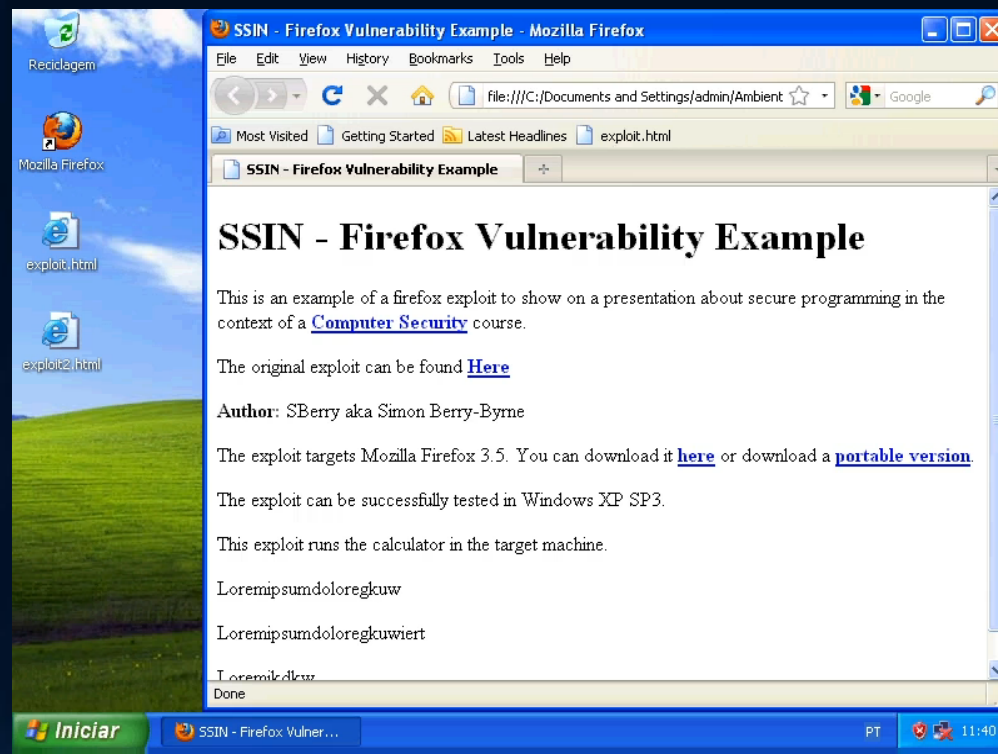 Reciclagem
Mozilla Firefox
exploit.html
exploit2.html
SSIN - Firefox Vulnerability Example - Mozilla Firefox
File Edit View History Bookmarks Tools Help
file:///C:/Documents and Settings/admin/Ambient
Google
Most Visited Getting Started Latest Headlines exploit.html
SSIN - Firefox Vulnerability Example
SSIN - Firefox Vulnerability Example
This is an example of a firefox exploit to show on a presentation about secure programming in the
context of a Computer Security course.
The original exploit can be found Here
Author: SBerry aka Simon Berry-Byrne
The exploit targets Mozilla Firefox 3.5. You can download it here or download a portable version.
The exploit can be successfully tested in Windows XP SP3.
This exploit runs the calculator in the target machine.
Loremipsumdoloregkuw
Loremipsumdoloregkuwiert
Loremikdkw
Done
Iniciar
SSIN - Firefox Vulner...
PT
11:40